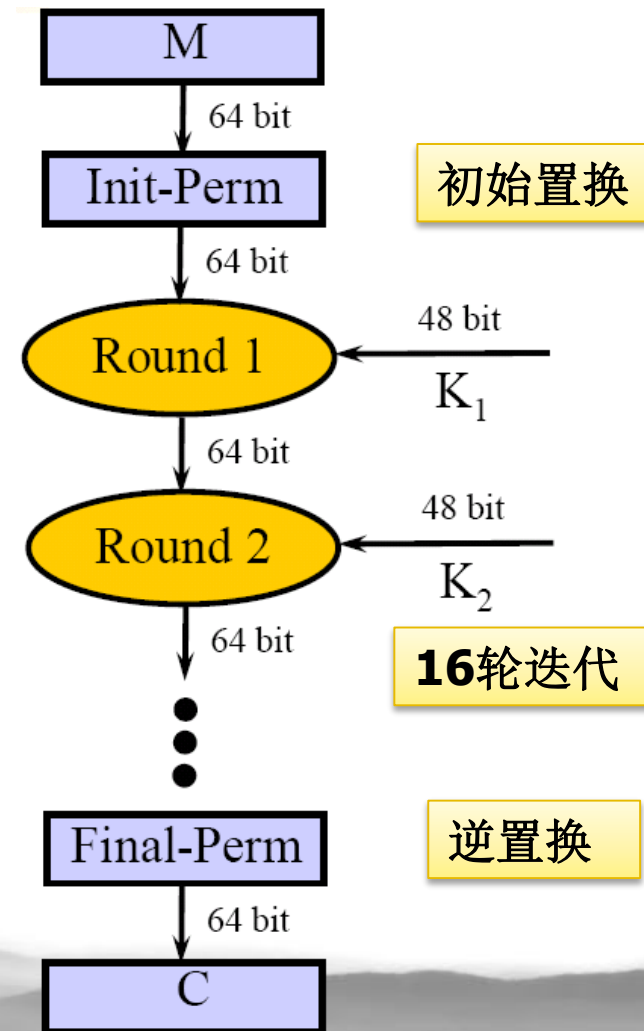 M
64 bit
Init-Perm
初始置换
64 bit
Round 1
48 bit
K₁
64 bit
Round 2
48 bit
K₂
64 bit
16轮迭代
Final-Perm
逆置换
64 bit
C